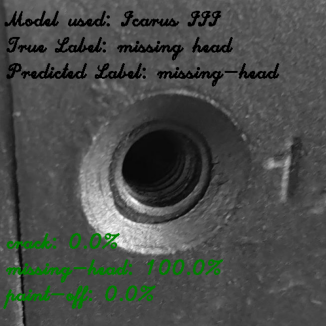 Model used: Icarus III
True Label: missing head
Predicted Label: missing-head
crack: 0.0%
missing-head: 100.0%
paint-off: 0.0%